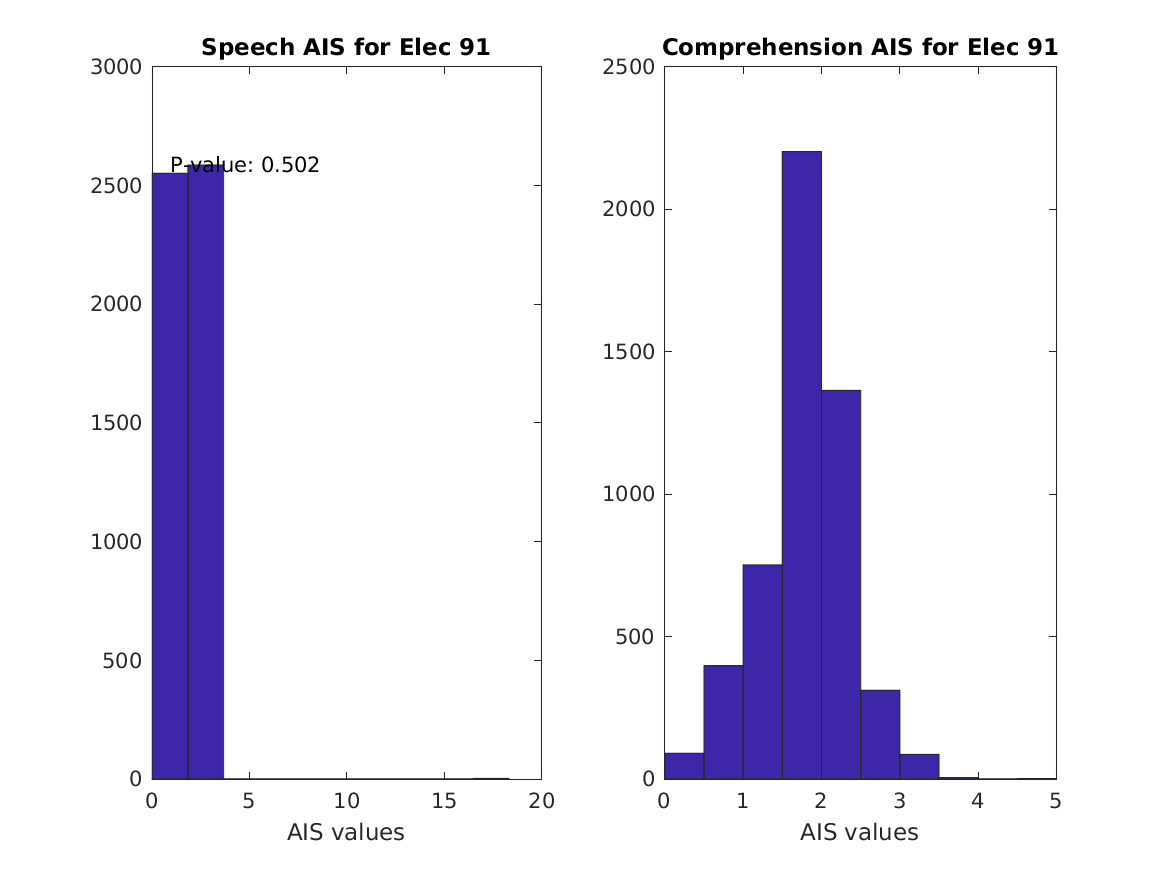 Speech AIS for Elec 91
3000
2500
2000
1500
1000
500
0
P-value: 0.502
0 5 10 15 20
AIS values
Comprehension AIS for Elec 91
2500
2000
1500
1000
500
0
0 1 2 3 4 5
AIS values